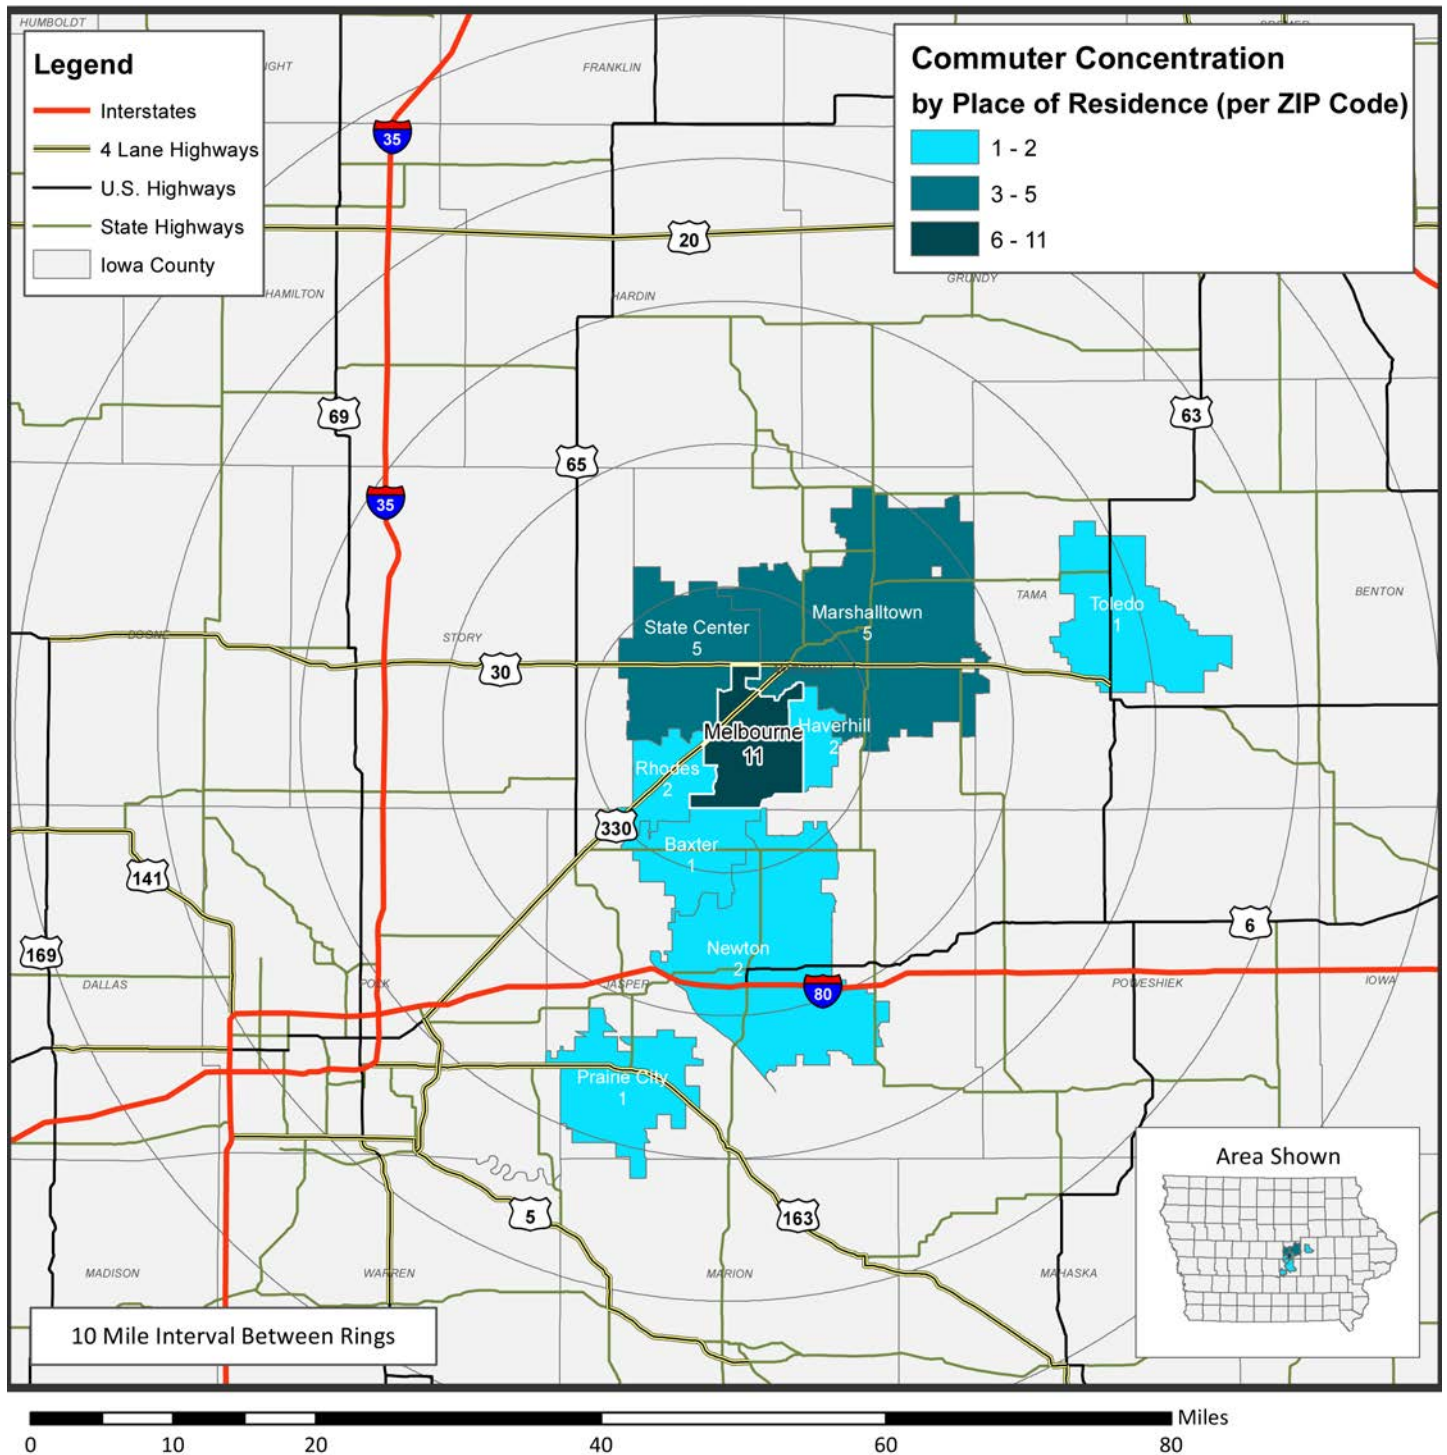 HUMBOLDT
Legend
Interstates
4 Lane Highways
U.S. Highways
State Highways
Iowa County
IGHT
FRANKLIN
Commuter Concentration
by Place of Residence (per ZIP Code)
1 - 2
3 - 5
6 - 11
35
20
HAMILTON
HARDIN
GRUNDY
69
63
65
35
BENTON
TAMA
Toledo
1
Marshalltown
5
State Center
5
STORY
30
Haverhill
2
Melbourne
11
Rhodes
2
330
Baxter
1
141
169
6
Newton
2
80
DALLAS
POLK
JASPER
POWESHIEK
IOWA
Prairie City
1
5
163
MADISON
WARREN
MARION
MAHASKA
Area Shown
10 Mile Interval Between Rings
0
10
20
40
60
80
Miles